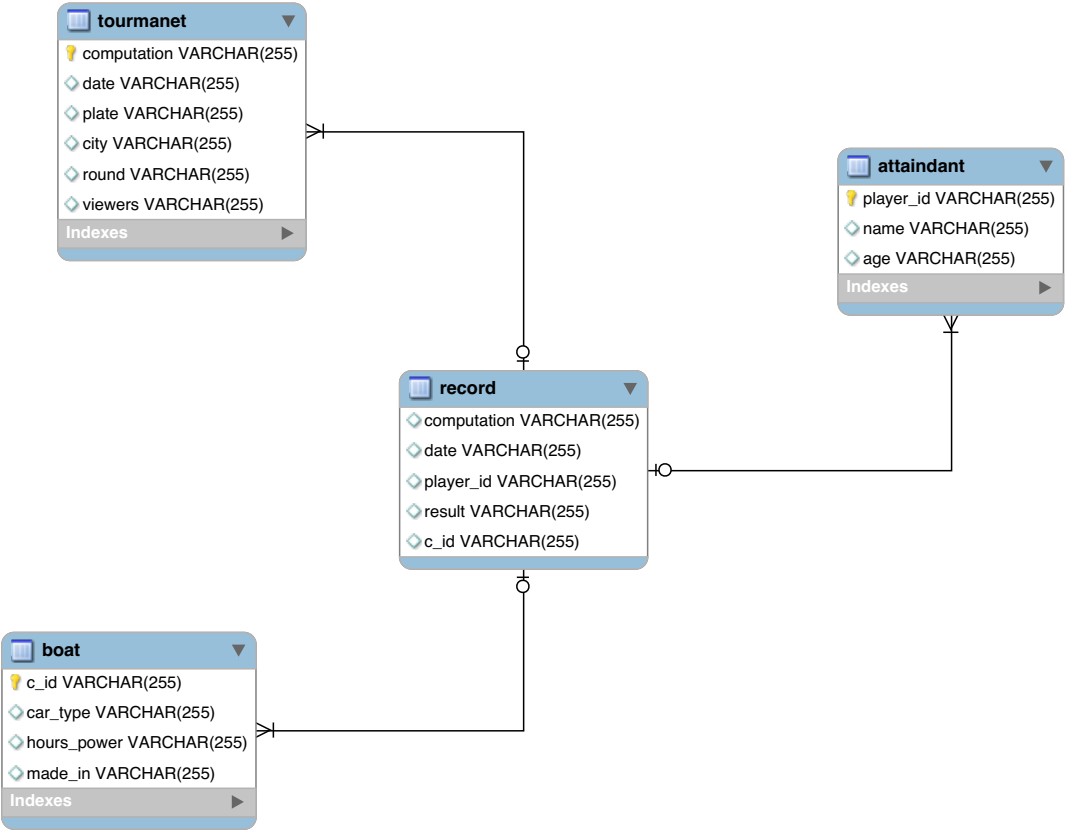 tourmanet
computation VARCHAR(255)
date VARCHAR(255)
plate VARCHAR(255)
city VARCHAR(255)
round VARCHAR(255)
viewers VARCHAR(255)
Indexes
attaindant
player_id VARCHAR(255)
name VARCHAR(255)
age VARCHAR(255)
Indexes
record
computation VARCHAR(255)
date VARCHAR(255)
player_id VARCHAR(255)
result VARCHAR(255)
c_id VARCHAR(255)
boat
c_id VARCHAR(255)
car_type VARCHAR(255)
hours_power VARCHAR(255)
made_in VARCHAR(255)
Indexes